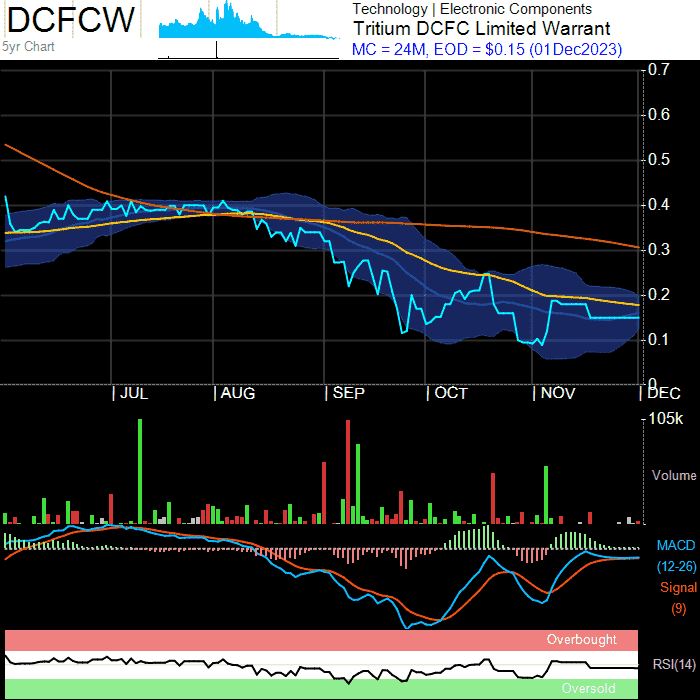 DCFCW
5yr Chart
Technology | Electronic Components
Tritium DCFC Limited Warrant
MC = 24M, EOD = $0.15 (01Dec2023)
0.7
0.6
0.5
0.4
0.3
0.2
0.1
0
JUL AUG SEP OCT NOV DEC
105k
Volume
MACD
(12-26)
Signal
(9)
Overbought
RSI(14)
Oversold